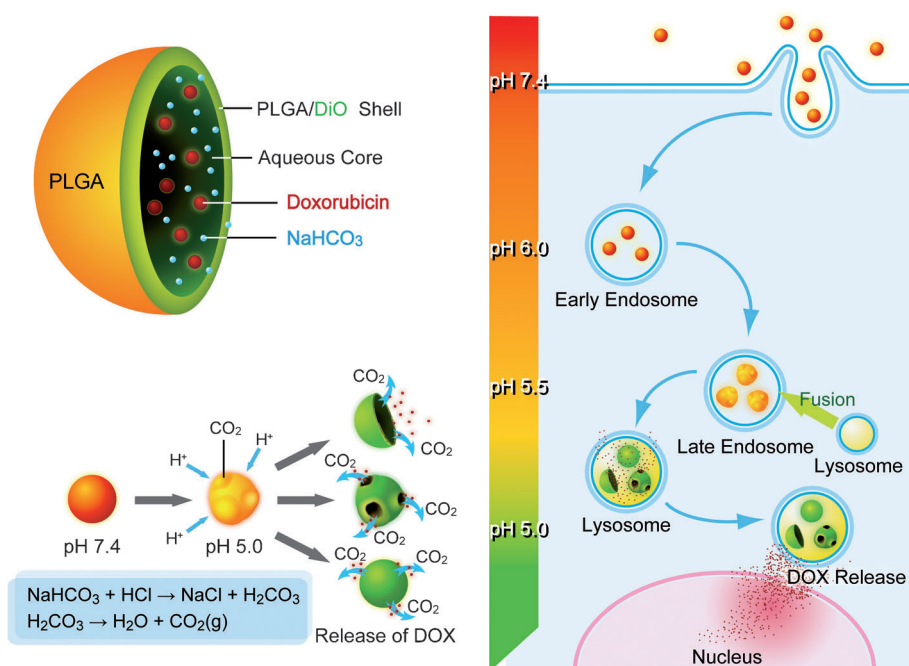 PLGA/DiO Shell
Aqueous Core
PLGA
Doxorubicin
NaHCO₃
CO₂
CO₂
CO₂
H⁺
H⁺
CO₂
CO₂
CO₂
H⁺
CO₂
pH 7.4
pH 5.0
CO₂
CO₂
CO₂
NaHCO₃ + HCl → NaCl + H₂CO₃
H₂CO₃ → H₂O + CO₂(g)
Release of DOX
pH 7.4
pH 6.0
Early Endosome
pH 5.5
Fusion
Late Endosome
Lysosome
Lysosome
pH 5.0
DOX Release
Nucleus